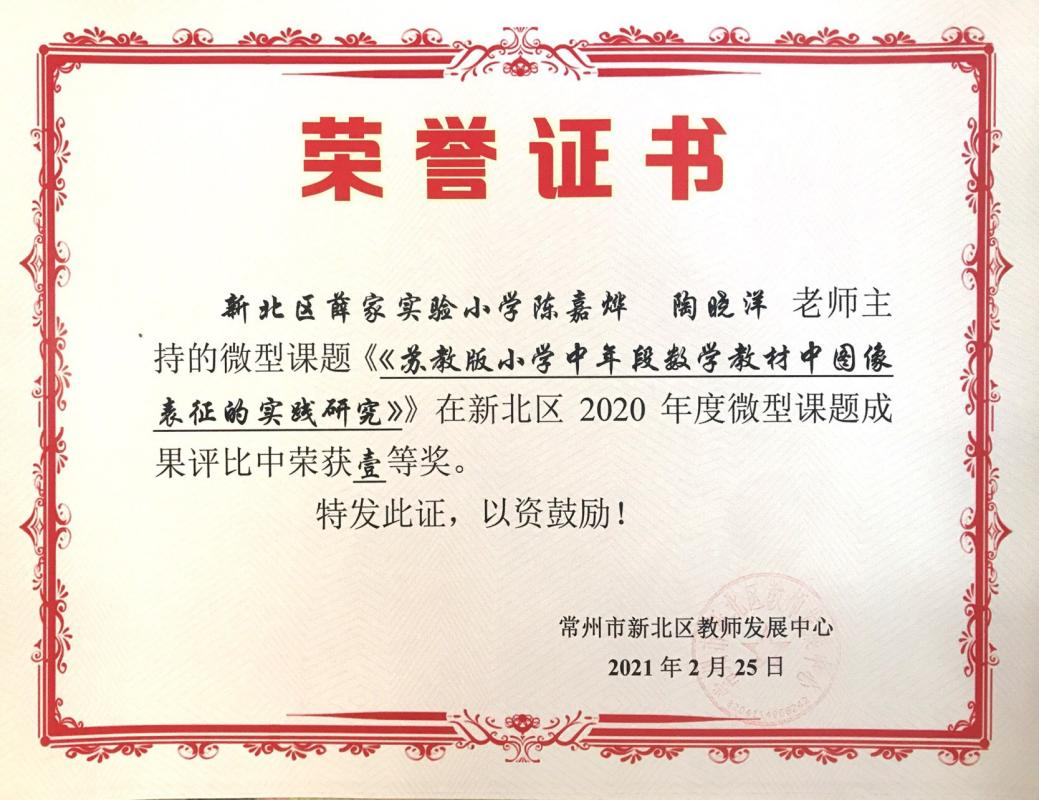 荣誉证书
新北区薛家实验小学陈嘉烨 陶晓洋 老师主
持的微型课题《《苏教版小学中年段数学教材中图像
表征的实践研究》》在新北区 2020 年度微型课题成
果评比中荣获壹等奖。
特发此证，以资鼓励！
常州市新北区教师发展中心
2021 年 2 月 25 日